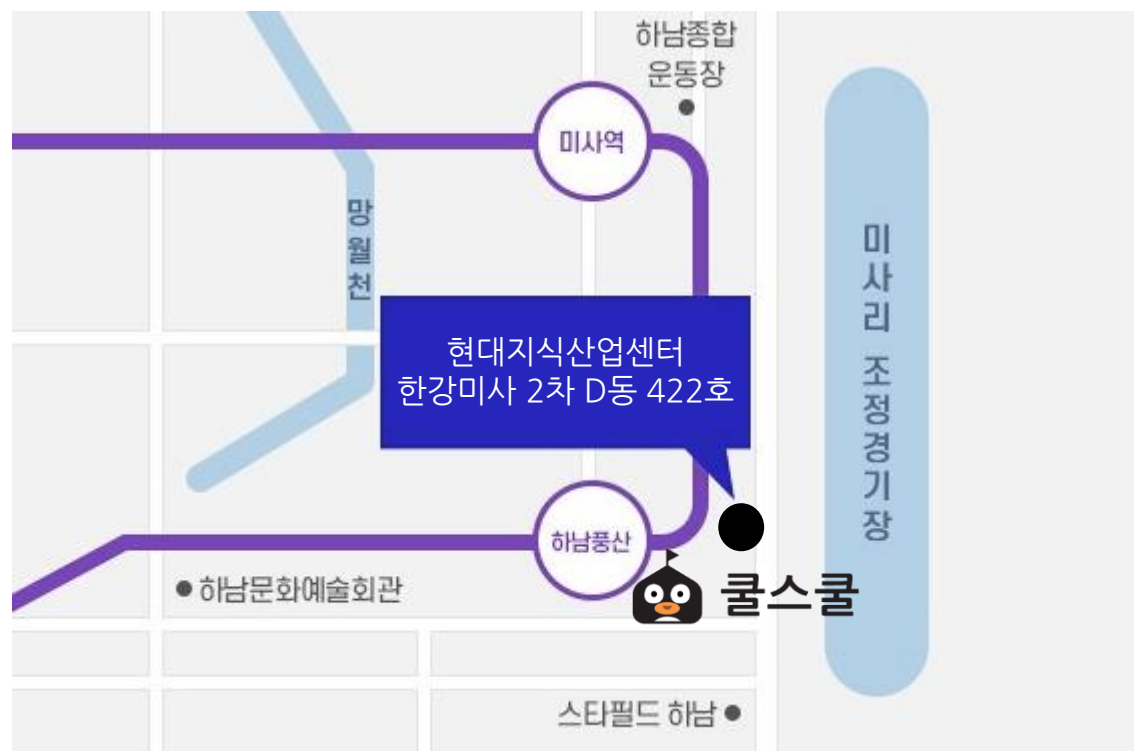 하남종합
운동장
미사역
망월천
미사리 조정경기장
현대지식산업센터
한강미사 2차 D동 422호
하남풍산
하남문화예술회관
쿨스쿨
스타필드 하남